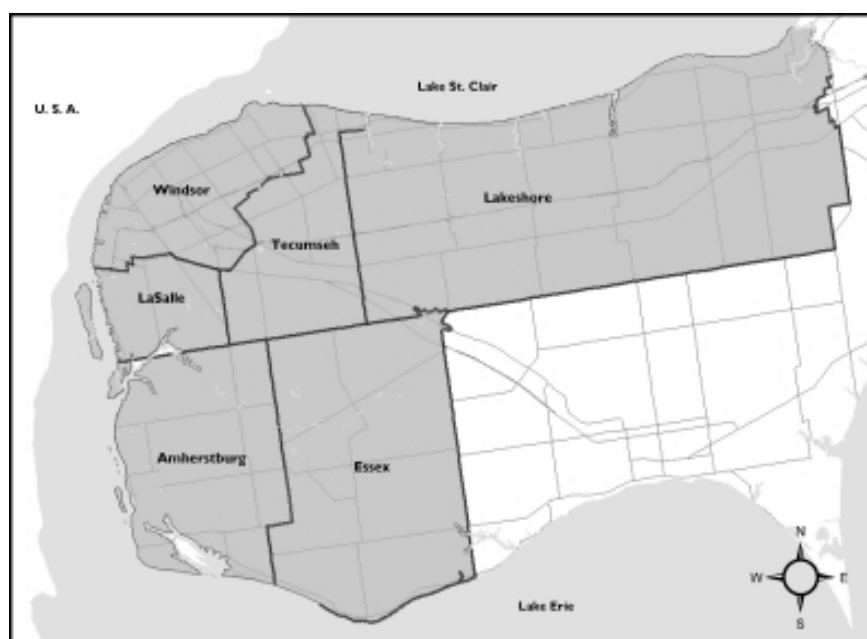 Lake St. Clair
U. S. A.
Windsor
Lakeshore
Tecumseh
LaSalle
Amherstburg
Essex
N
W
E
S
Lake Erie